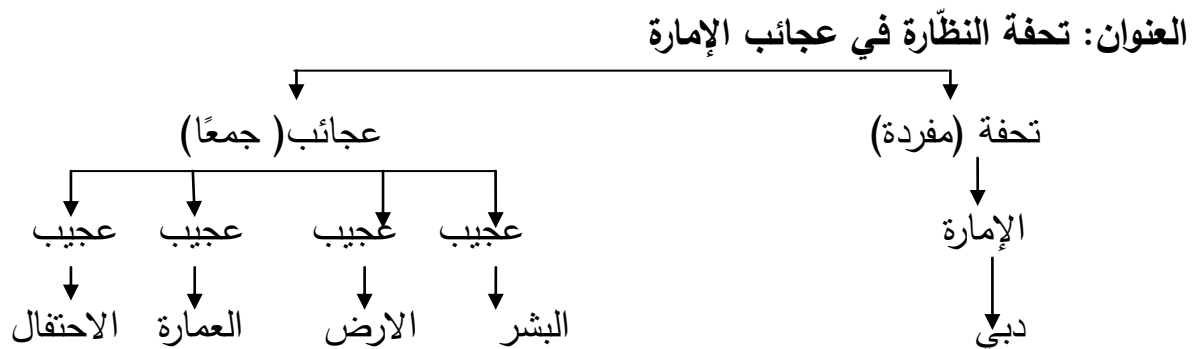 العنوان: تحفة النظّارة في عجائب الإمارة
تحفة (مفردة) عجائب( جمعًا)
الإمارة عجيب عجيب عجيب عجيب
دبي البشر الارض العمارة الاحتفال